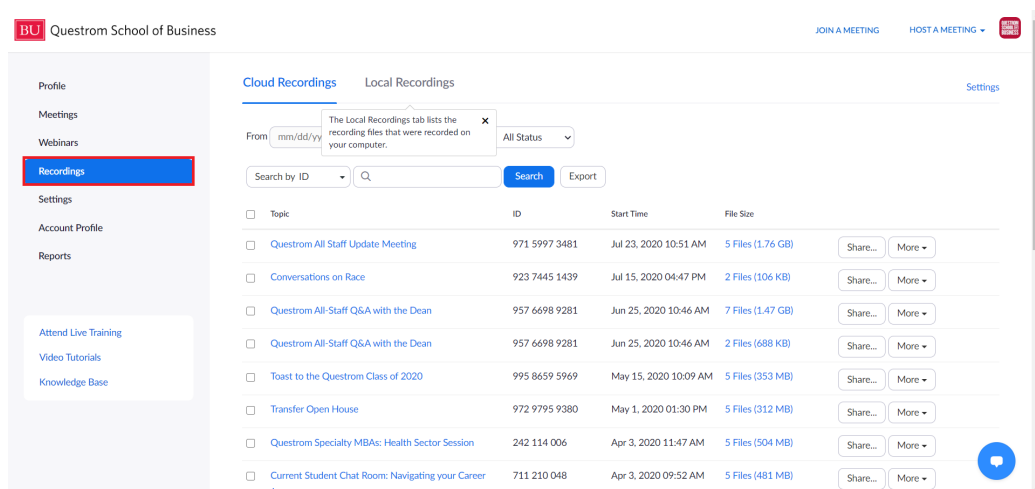 BU Questrom School of Business
JOIN A MEETING
HOST A MEETING
QUESTROM SCHOOL OF BUSINESS
Profile
Meetings
Webinars
Recordings
Settings
Account Profile
Reports
Attend Live Training
Video Tutorials
Knowledge Base
Cloud Recordings Local Recordings
Settings
The Local Recordings tab lists the
recording files that were recorded on
your computer.
From mm/dd/yy
All Status
Search by ID
Search Export
Topic ID Start Time File Size
Questrom All Staff Update Meeting 971 5997 3481 Jul 23, 2020 10:51 AM 5 Files (1.76 GB) Share... More
Conversations on Race 923 7445 1439 Jul 15, 2020 04:47 PM 2 Files (106 KB) Share... More
Questrom All-Staff Q&A with the Dean 957 6698 9281 Jun 25, 2020 10:46 AM 7 Files (1.47 GB) Share... More
Questrom All-Staff Q&A with the Dean 957 6698 9281 Jun 25, 2020 10:46 AM 2 Files (688 KB) Share... More
Toast to the Questrom Class of 2020 995 8659 5969 May 15, 2020 10:09 AM 5 Files (353 MB) Share... More
Transfer Open House 972 9795 9380 May 1, 2020 01:30 PM 5 Files (312 MB) Share... More
Questrom Specialty MBAs: Health Sector Session 242 114 006 Apr 3, 2020 11:47 AM 5 Files (504 MB) Share... More
Current Student Chat Room: Navigating your Career 711 210 048 Apr 3, 2020 09:52 AM 5 Files (481 MB) Share... More